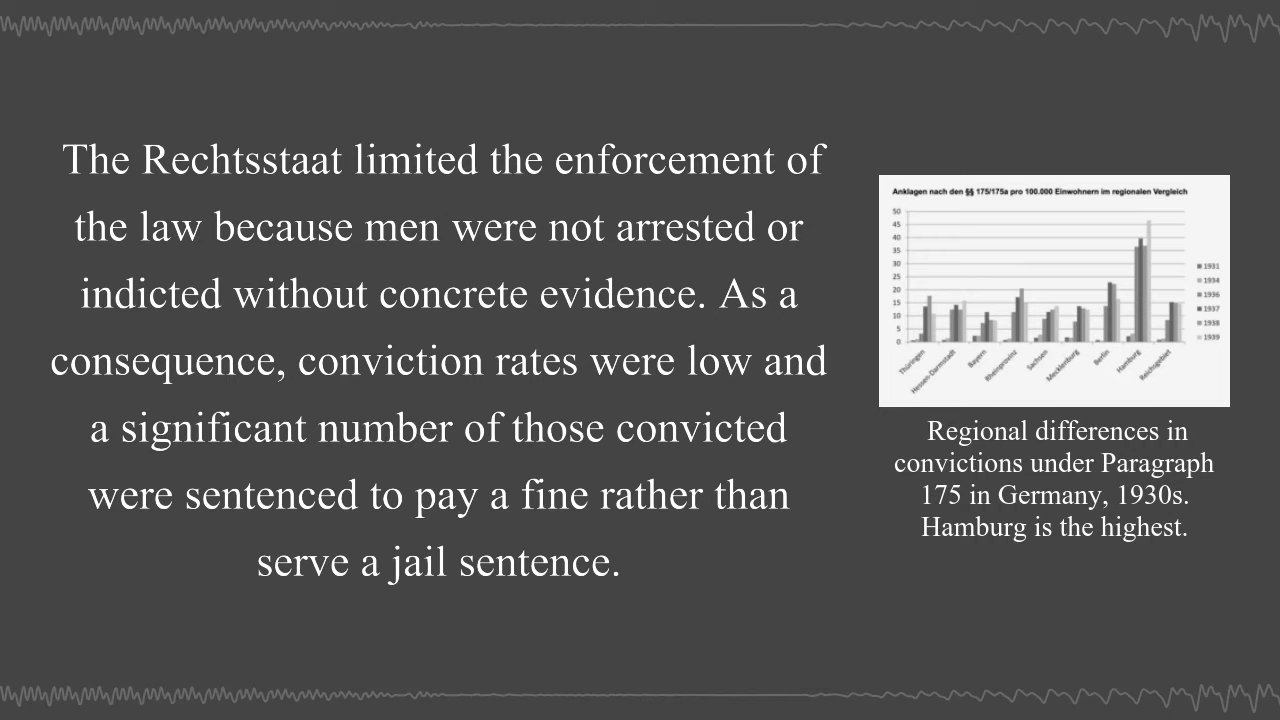 The Rechtsstaat limited the enforcement of
the law because men were not arrested or
indicted without concrete evidence. As a
consequence, conviction rates were low and
a significant number of those convicted
were sentenced to pay a fine rather than
serve a jail sentence.
Anklagen nach den §§ 175/175a pro 100.000 Einwohnern im regionalen Vergleich
50
45
40
35
30
25
20
15
10
5
0
Thüringen
Hessen-Darmstadt
Bayern
Rheinprovinz
Sachsen
Mecklenburg
Berlin
Hamburg
Reichsgebiet
1931
1934
1936
1937
1938
1939
Regional differences in
convictions under Paragraph
175 in Germany, 1930s.
Hamburg is the highest.